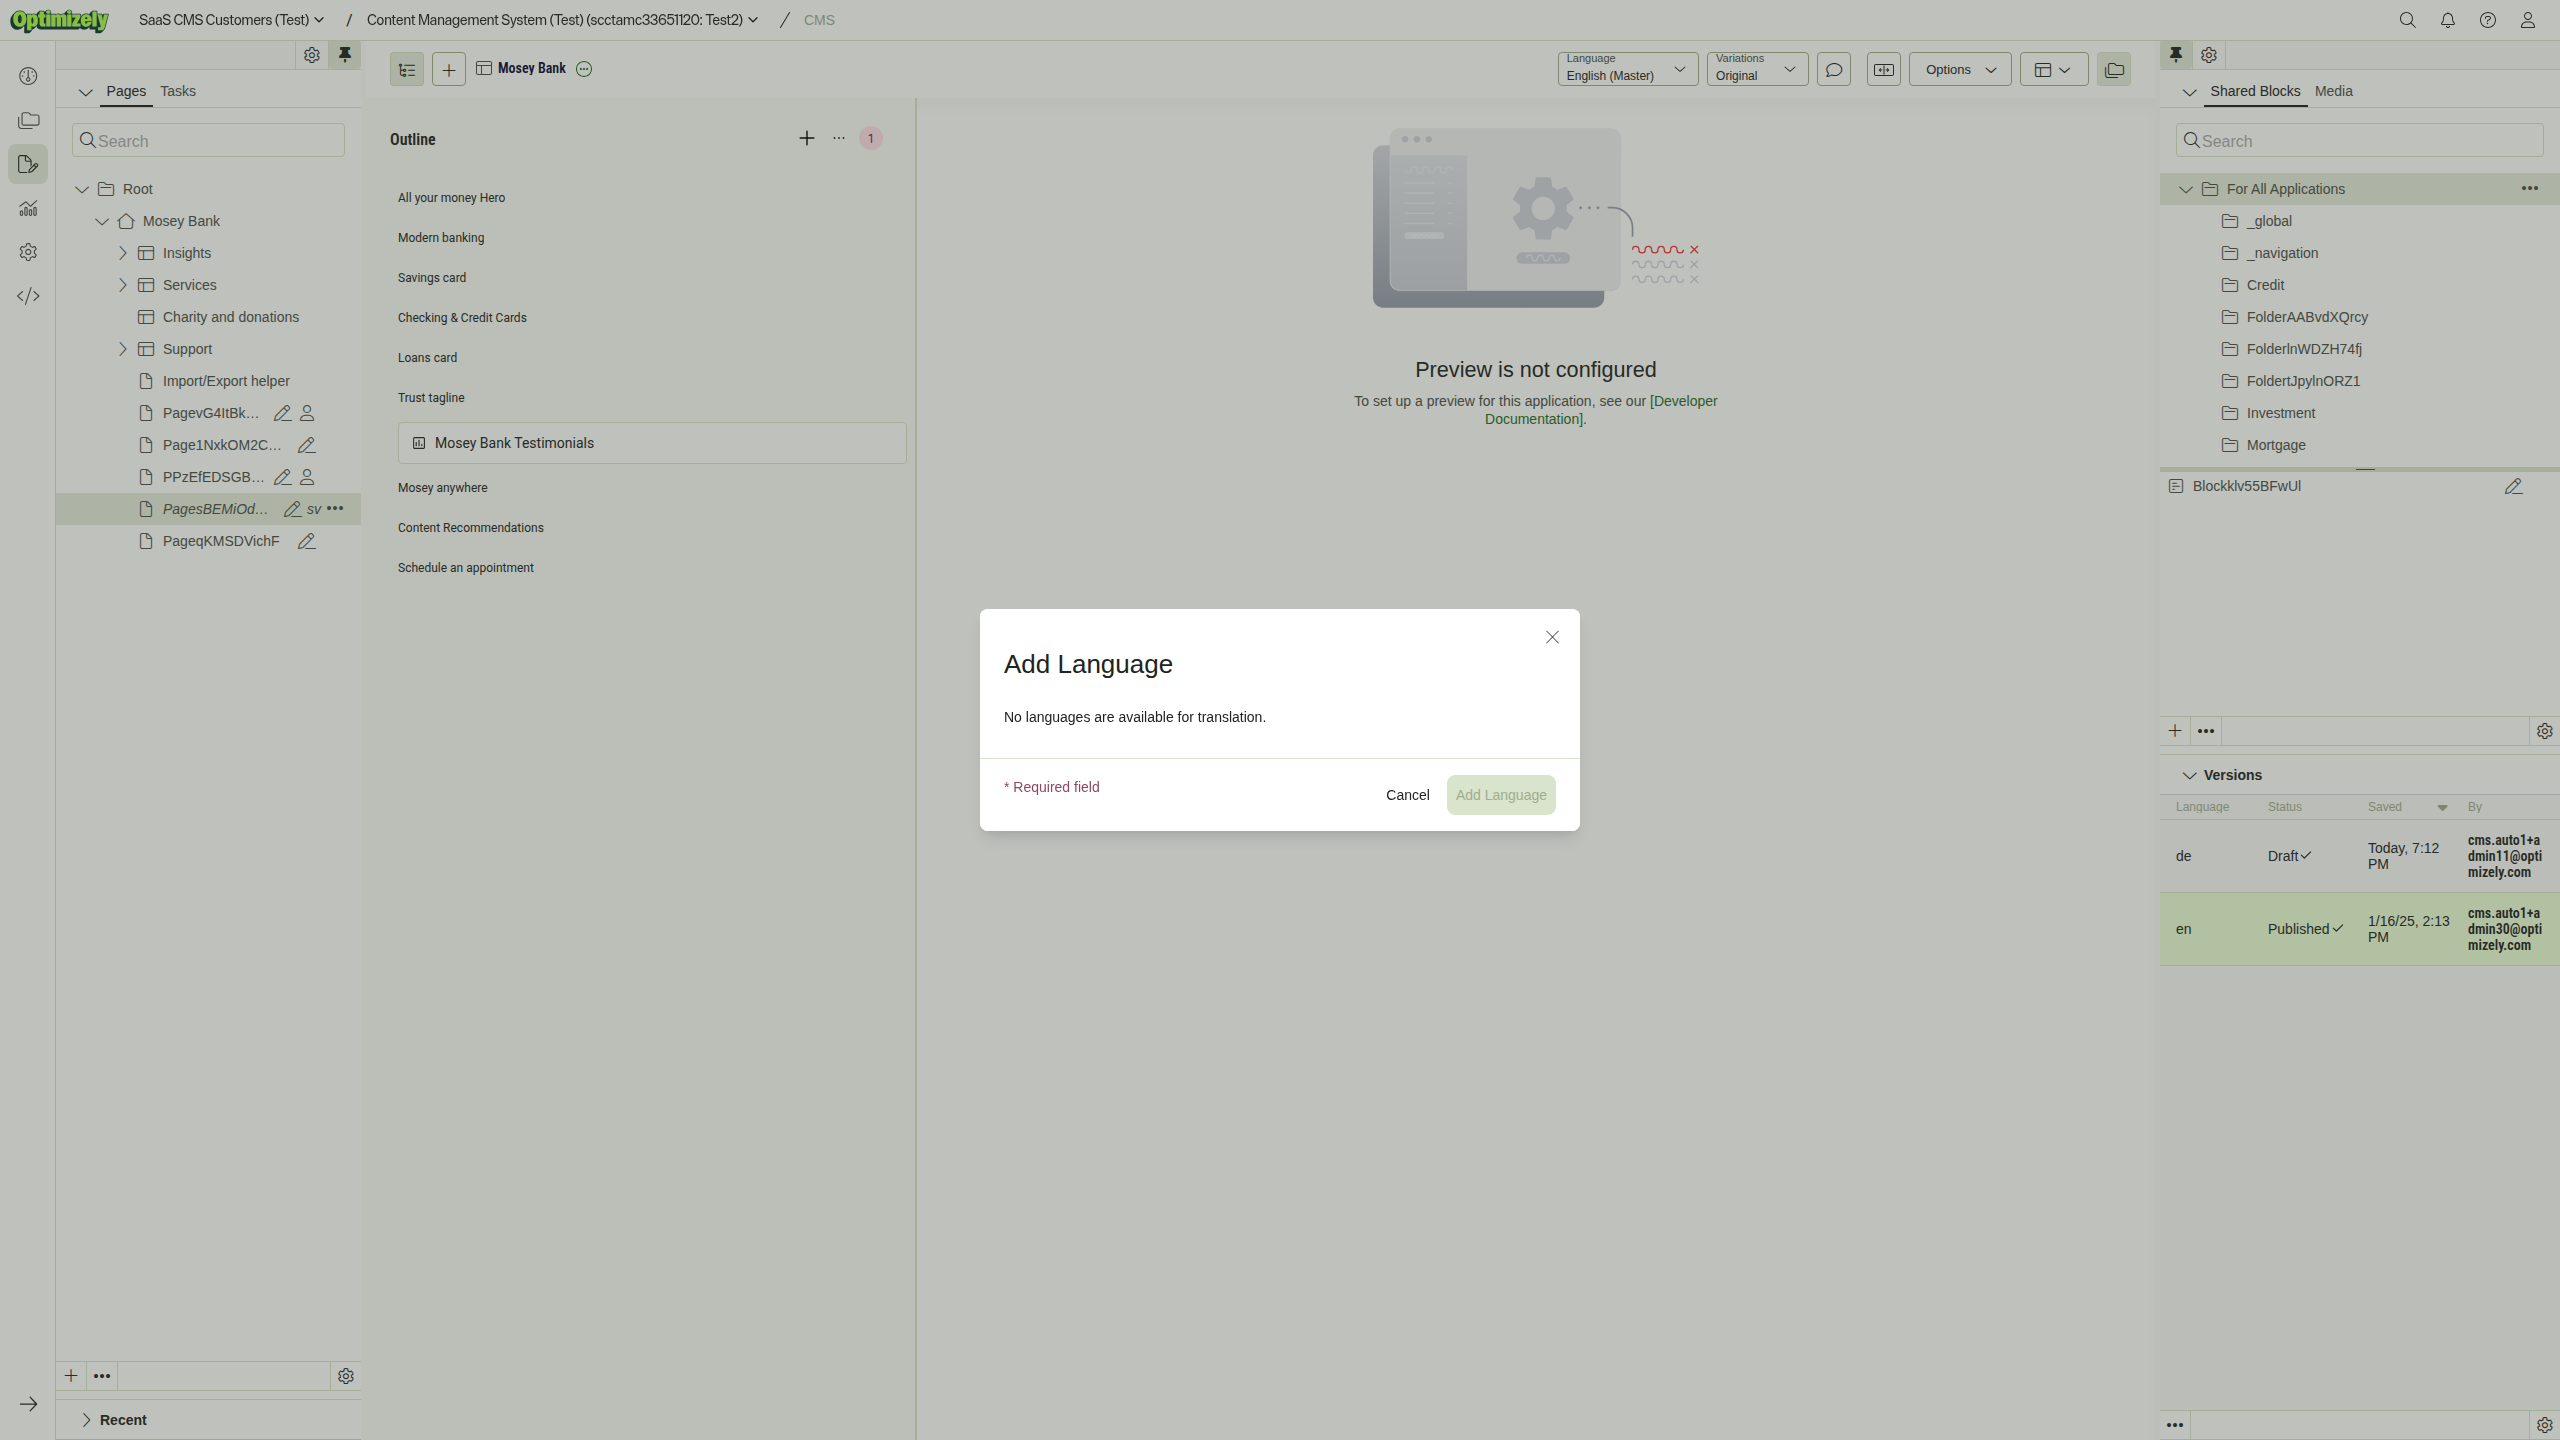 Optimizely
SaaS CMS Customers (Test) / Content Management System (Test) (scctamc33651120: Test2) / CMS
Pages Tasks
Search
Root
Mosey Bank
Insights
Services
Charity and donations
Support
Import/Export helper
PagevG4ItBk...
Page1NxkOM2C...
PPzEfEDSGB...
PagesBEMiOd... sv
PageqKMSDVichF
Recent
Mosey Bank
Language
English (Master)
Variations
Original
Options
Outline
1
All your money Hero
Modern banking
Savings card
Checking & Credit Cards
Loans card
Trust tagline
Mosey Bank Testimonials
Mosey anywhere
Content Recommendations
Schedule an appointment
Preview is not configured
To set up a preview for this application, see our [Developer
Documentation].
Add Language
No languages are available for translation.
* Required field
Cancel
Add Language
Shared Blocks Media
Search
For All Applications
_global
_navigation
Credit
FolderAABvdXQrcy
FolderlnWDZH74fj
FoldertJpylnORZ1
Investment
Mortgage
Blockklv55BFwUl
Versions
Language Status Saved By
de Draft Today, 7:12
PM
cms.auto1+a
dmin11@opti
mizely.com
en Published 1/16/25, 2:13
PM
cms.auto1+a
dmin30@opti
mizely.com